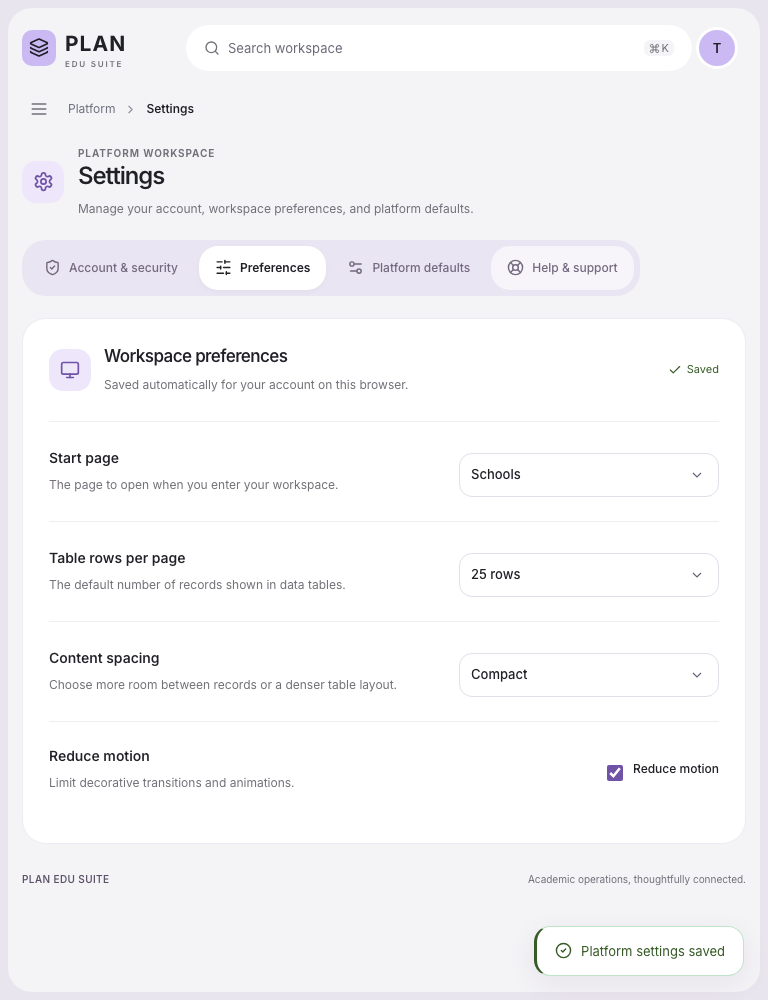 PLAN
EDU SUITE
Search workspace
⌘K
T
Platform
Settings
PLATFORM WORKSPACE
Settings
Manage your account, workspace preferences, and platform defaults.
Account & security
Preferences
Platform defaults
Help & support
Workspace preferences
Saved automatically for your account on this browser.
Saved
Start page
The page to open when you enter your workspace.
Schools
Table rows per page
The default number of records shown in data tables.
25 rows
Content spacing
Choose more room between records or a denser table layout.
Compact
Reduce motion
Limit decorative transitions and animations.
Reduce motion
PLAN EDU SUITE
Academic operations, thoughtfully connected.
Platform settings saved